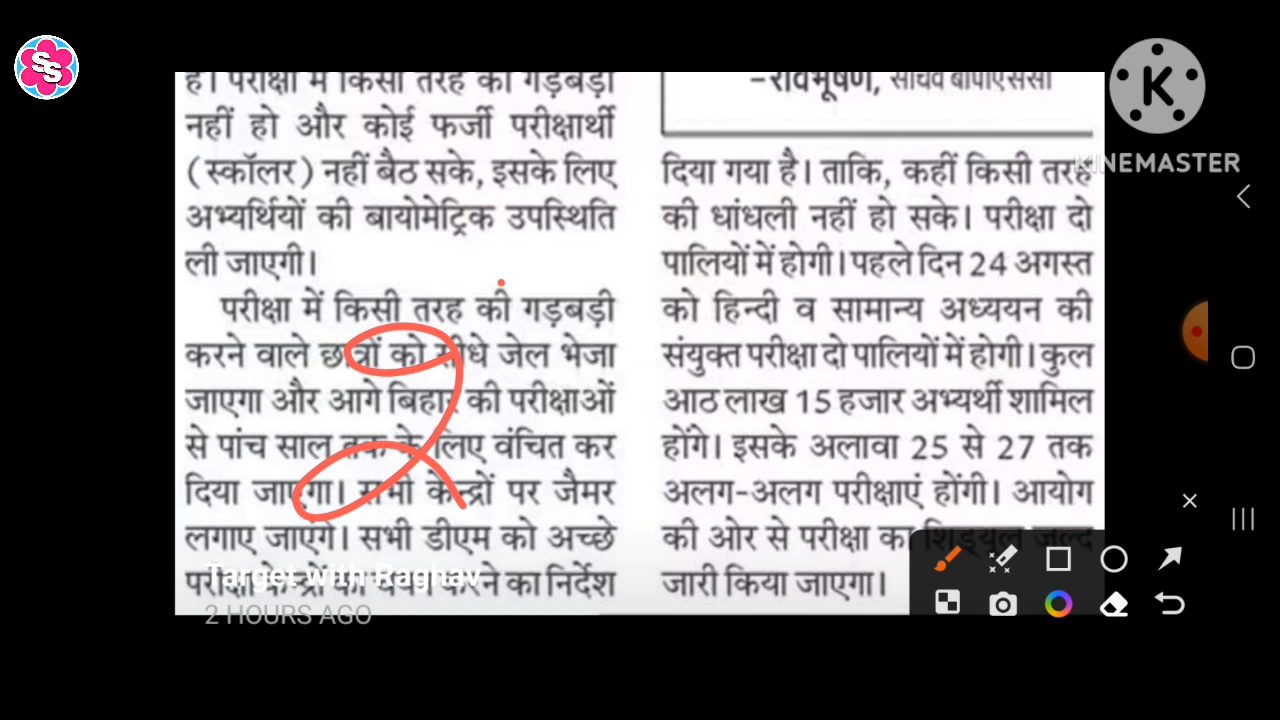 SS
है। परीक्षा में किसी तरह की गड़बड़ी
नहीं हो और कोई फर्जी परीक्षार्थी
(स्कॉलर) नहीं बैठ सके, इसके लिए
अभ्यर्थियों की बायोमेट्रिक उपस्थिति
ली जाएगी।
परीक्षा में किसी तरह की गड़बड़ी
करने वाले छात्रों को सीधे जेल भेजा
जाएगा और आगे बिहार की परीक्षाओं
से पांच साल तक के लिए वंचित कर
दिया जाएगा। सभी केन्द्रों पर जैमर
लगाए जाएंगे। सभी डीएम को अच्छे
परीक्षा केन्द्रों का चयन करने का निर्देश
–रविभूषण, सचिव बीपीएससी
दिया गया है। ताकि, कहीं किसी तरह
की धांधली नहीं हो सके। परीक्षा दो
पालियों में होगी। पहले दिन 24 अगस्त
को हिन्दी व सामान्य अध्ययन की
संयुक्त परीक्षा दो पालियों में होगी। कुल
आठ लाख 15 हजार अभ्यर्थी शामिल
होंगे। इसके अलावा 25 से 27 तक
अलग-अलग परीक्षाएं होंगी। आयोग
की ओर से परीक्षा का शिड्यूल जल्द
जारी किया जाएगा।
Target with Raghav
2 HOURS AGO
K
KINEMASTER